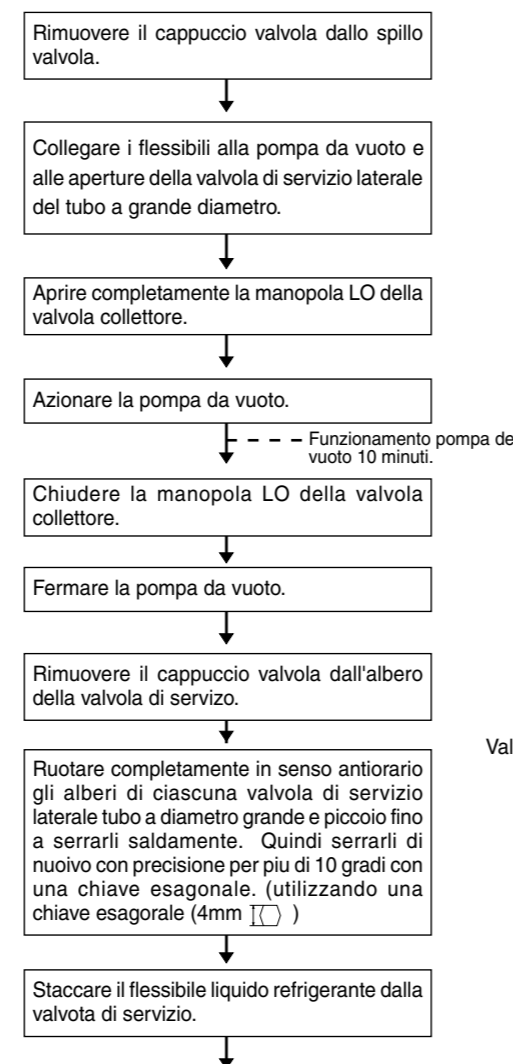 Rimuovere il cappuccio valvola dallo spillo
valvola.
Collegare i flessibili alla pompa da vuoto e
alle aperture della valvola di servizio laterale
del tubo a grande diametro.
Aprire completamente la manopola LO della
valvola collettore.
Azionare la pompa da vuoto.
Funzionamento pompa de
vuoto 10 minuti.
Chiudere la manopola LO della valvola
collettore.
Fermare la pompa da vuoto.
Rimuovere il cappuccio valvola dall'albero
della valvola di servizo.
Val
Ruotare completamente in senso antiorario
gli alberi di ciascuna valvola di servizio
laterale tubo a diametro grande e piccoio fino
a serrarli saldamente. Quindi serrarli di
nuoivo con precisione per piu di 10 gradi con
una chiave esagonale. (utilizzando una
chiave esagorale (4mm )
Staccare il flessibile liquido refrigerante dalla
valvota di servizio.